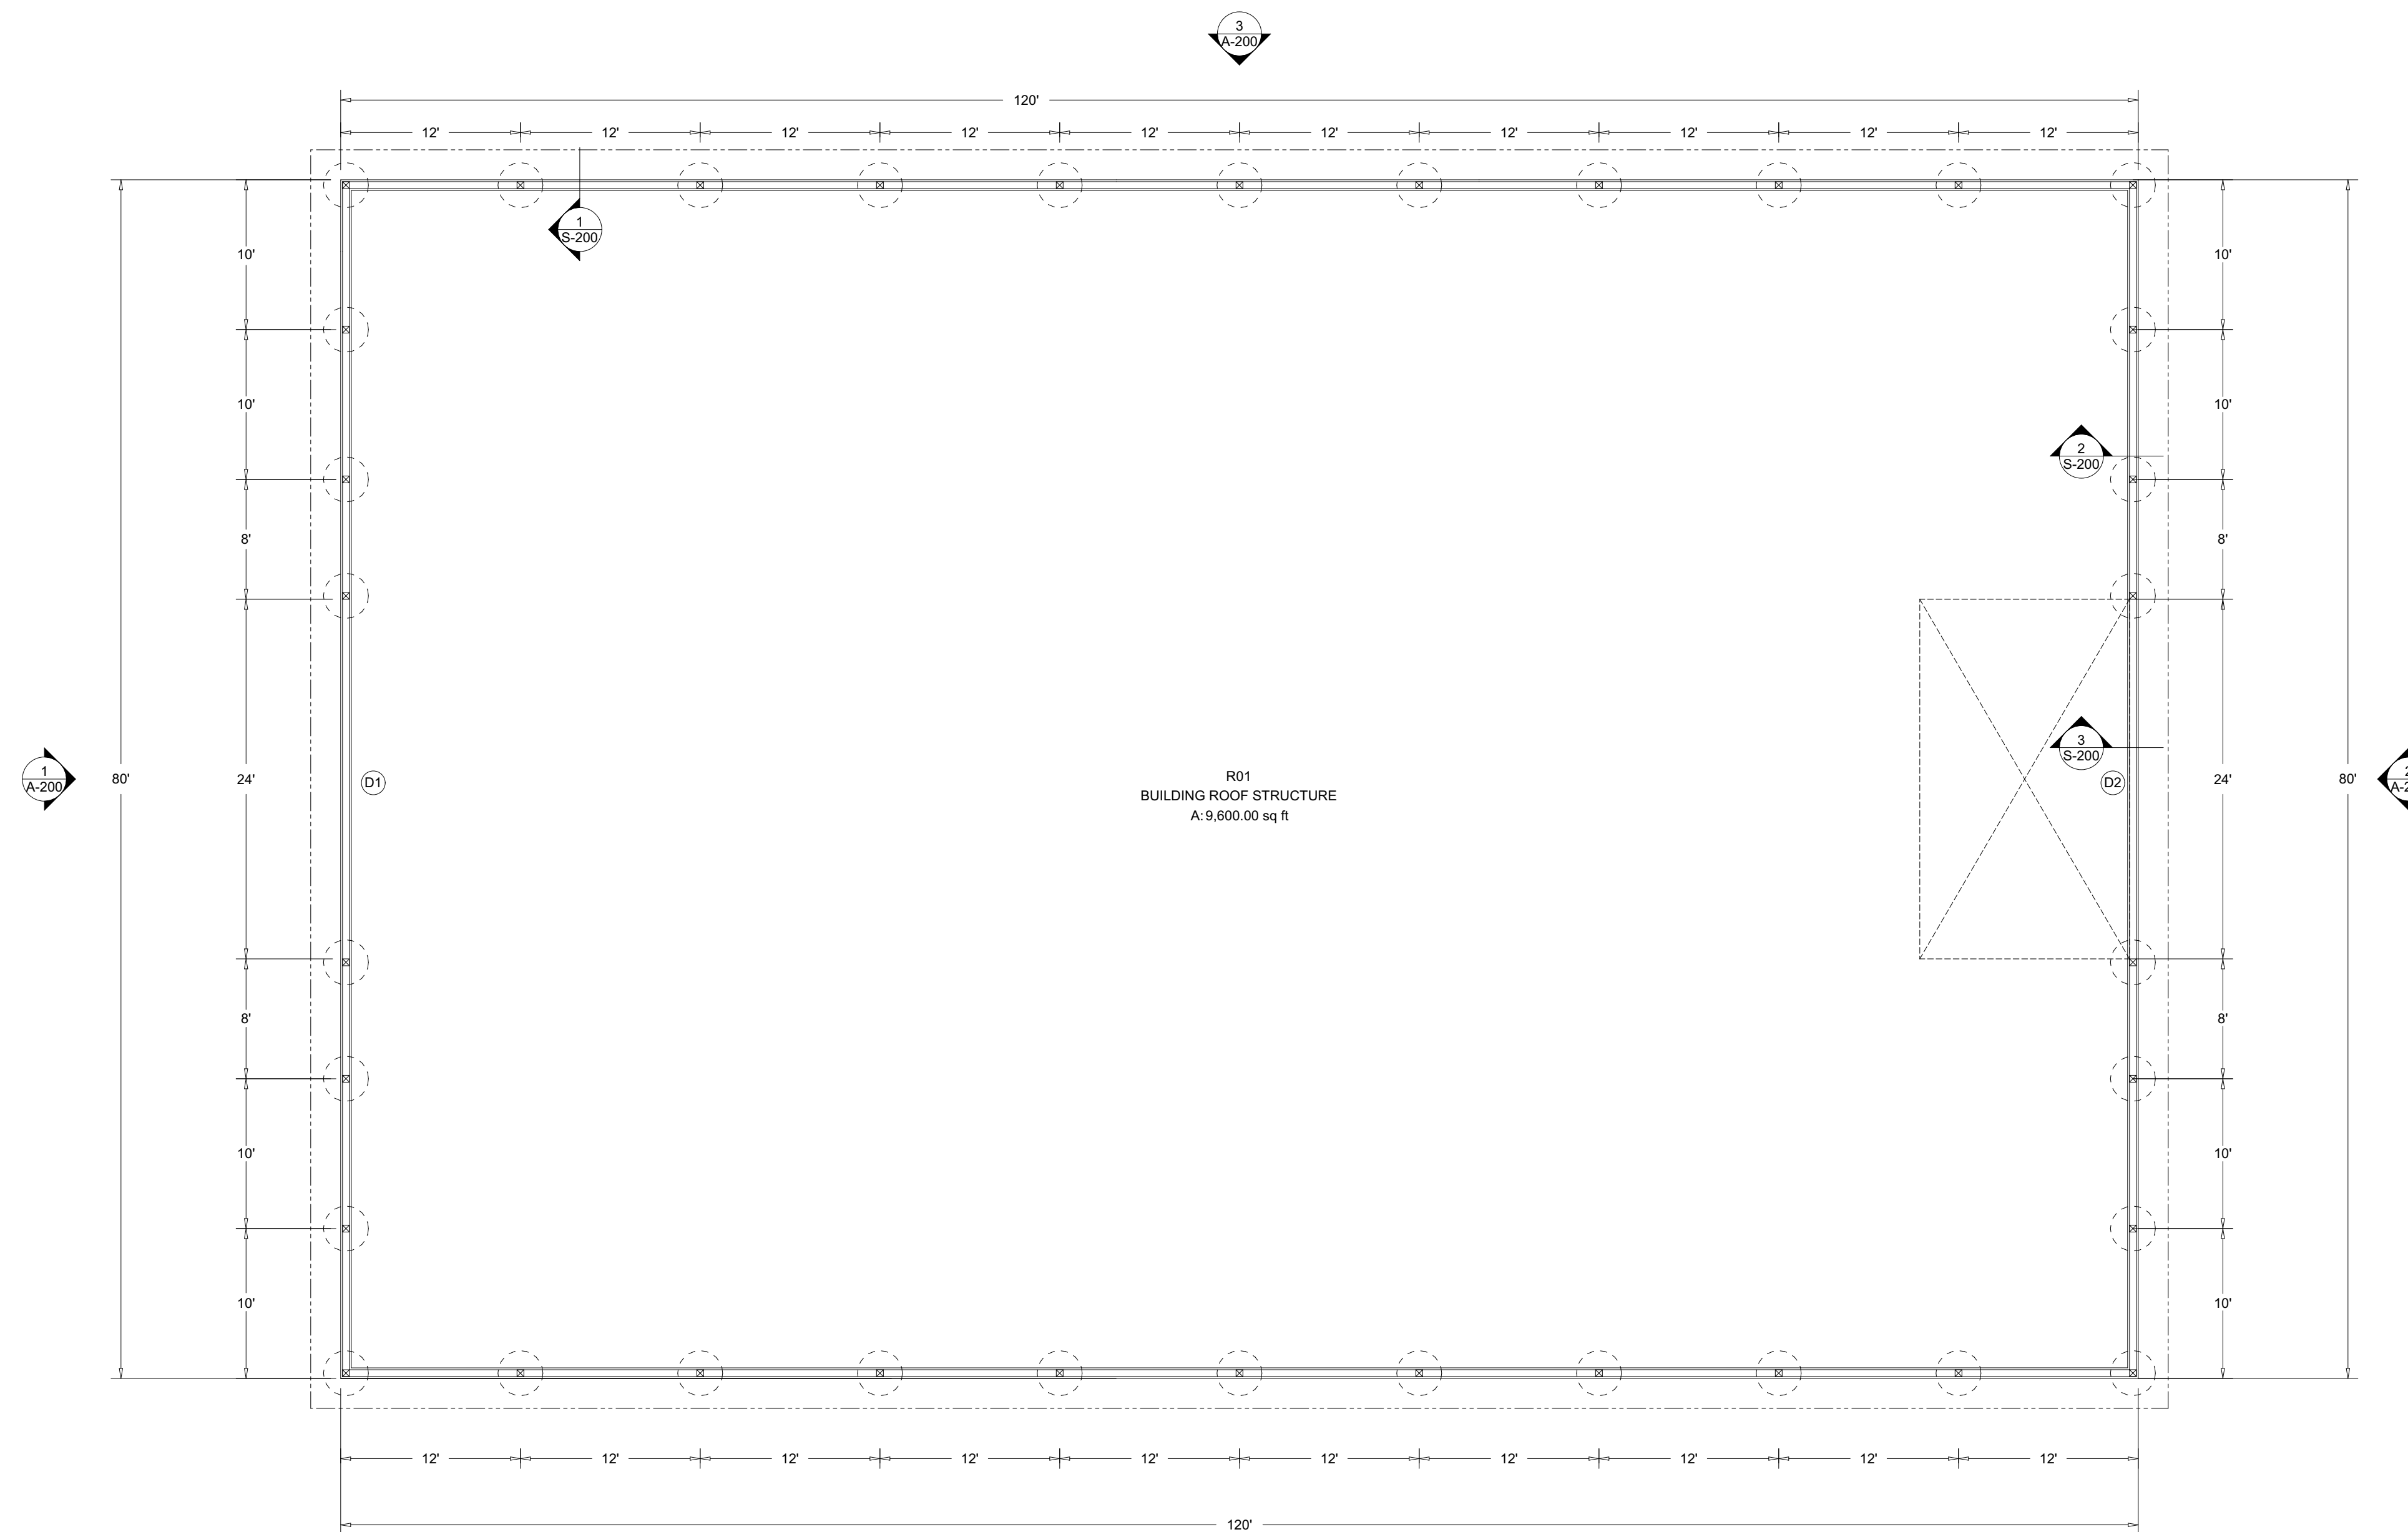 3
A-200
120'
12' 12' 12' 12' 12' 12' 12' 12' 12' 12'
1
S-200
10' 10'
10' 10'
2
S-200
8' 8'
3
S-200
1
A-200
80' 24' D1
R01
BUILDING ROOF STRUCTURE
A: 9,600.00 sq ft
D2 24' 80'
8' 8'
10' 10'
10' 10'
12' 12' 12' 12' 12' 12' 12' 12' 12' 12'
120'